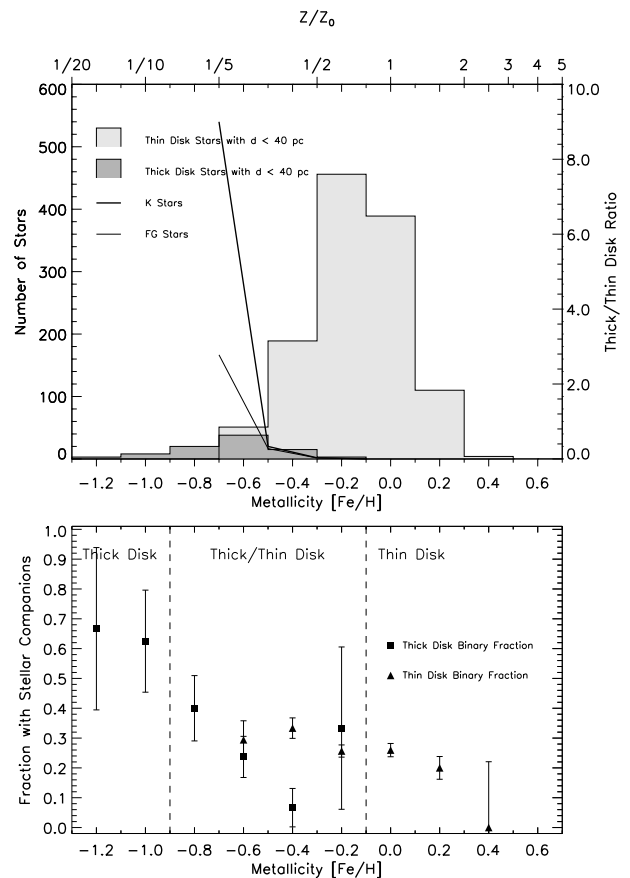 Z/Z₀
1/20 1/10 1/5 1/2 1 2 3 4 5
600 10.0
500 8.0
400 6.0
300 4.0
200 2.0
100 0.0
0
Number of Stars
Thick/Thin Disk Ratio
Thin Disk Stars with d < 40 pc
Thick Disk Stars with d < 40 pc
K Stars
FG Stars
−1.2 −1.0 −0.8 −0.6 −0.4 −0.2 0.0 0.2 0.4 0.6
Metallicity [Fe/H]
Fraction with Stellar Companions
1.0
0.9
0.8
0.7
0.6
0.5
0.4
0.3
0.2
0.1
0.0
Thick Disk Thick/Thin Disk Thin Disk
Thick Disk Binary Fraction
Thin Disk Binary Fraction
−1.2 −1.0 −0.8 −0.6 −0.4 −0.2 0.0 0.2 0.4 0.6
Metallicity [Fe/H]